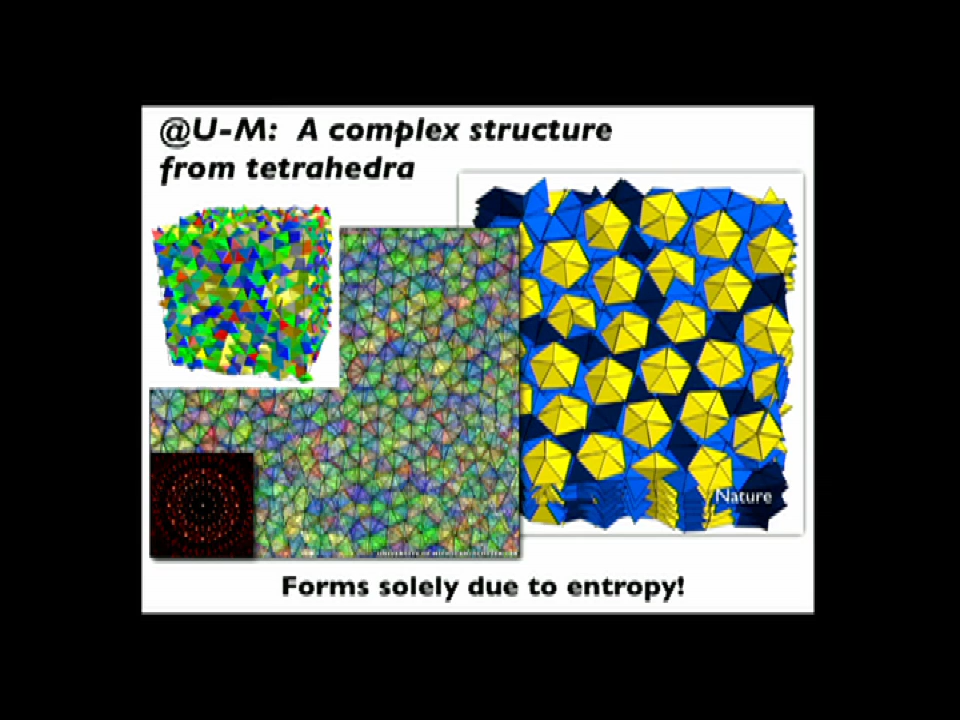 @U-M: A complex structure
from tetrahedra
Nature
Forms solely due to entropy!